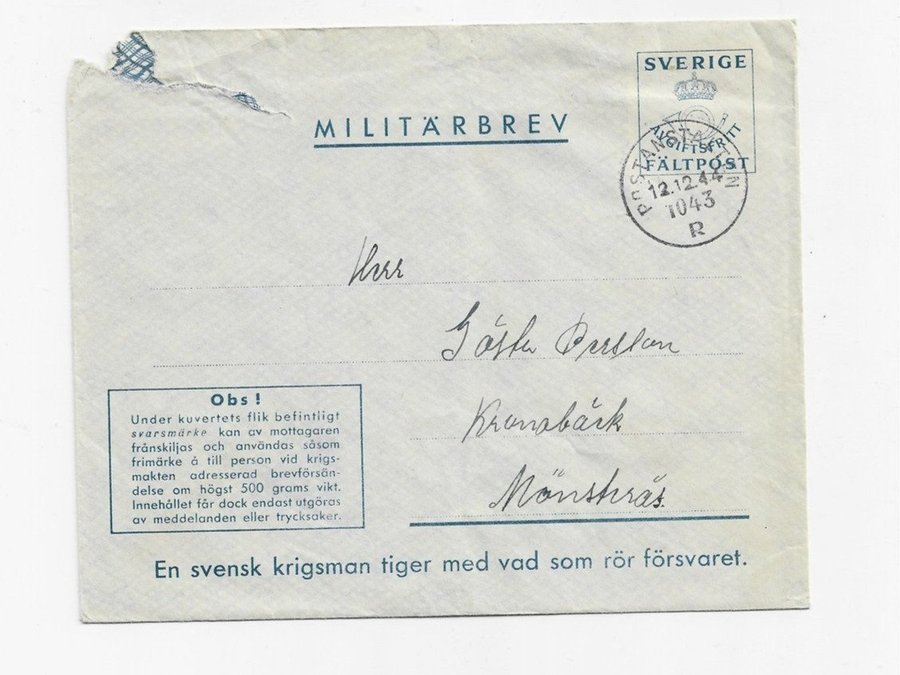 SVERIGE
MILITÄRBREV
AVGIFTSFRITT
FÄLTPOST
POSTANSTALTEN
12.12.44
1043
R
Herr
Gösta
Kronobäck
Mönsterås.
Obs!
Under kuvertets flik befintligt
svarsmärke kan av mottagaren
frånskiljas och användas såsom
frimärke å till person vid krigs-
makten adresserad brevförsän-
delse om högst 500 grams vikt.
Innehållet får dock endast utgöras
av meddelanden eller trycksaker.
En svensk krigsman tiger med vad som rör försvaret.